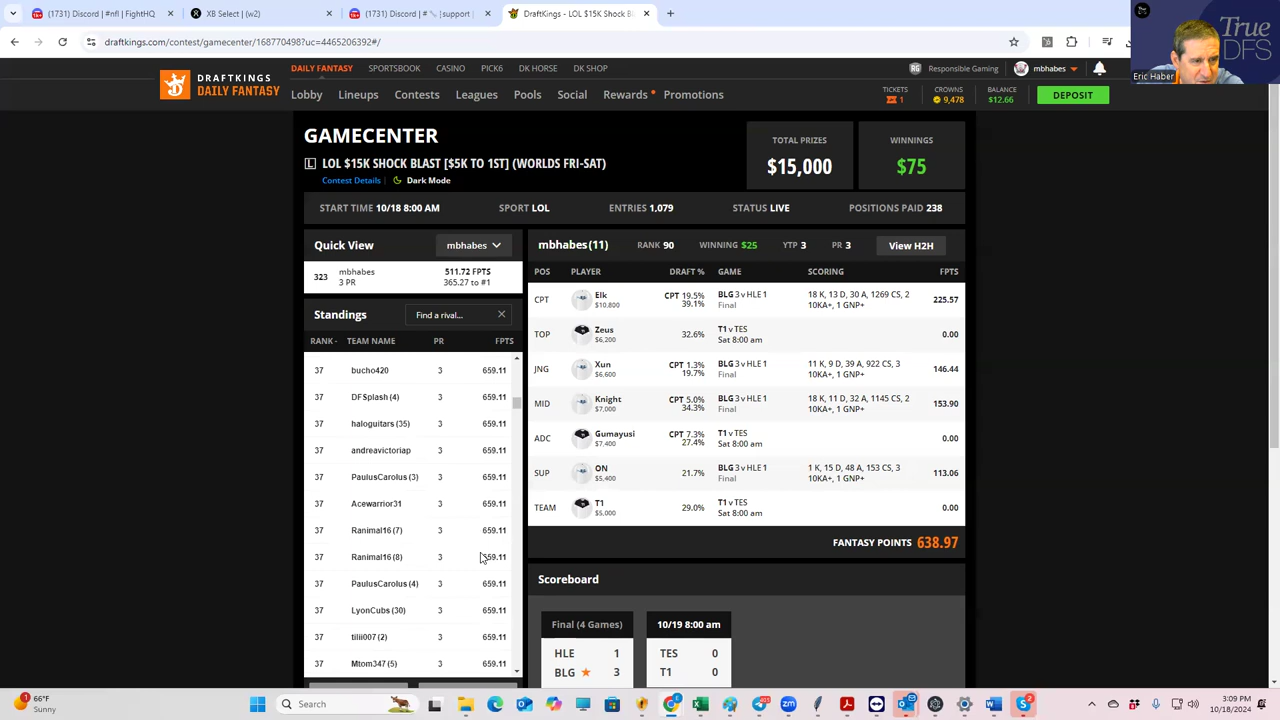 (1731) Discord | #nfl | FightHQ
XB Select | (w2)
(1731) Discord | #🔧 | support |
DraftKings - LOL $15K Shock Bl
draftkings.com/contest/gamecenter/168770498?uc=4465206392#/
True
DFS
Eric Haber
DRAFTKINGS
DAILY FANTASY
DAILY FANTASY SPORTSBOOK CASINO PICK6 DK HORSE DK SHOP
Responsible Gaming mbhabes
Lobby Lineups Contests Leagues Pools Social Rewards Promotions
TICKETS
1
CROWNS
9,478
BALANCE
$12.66
DEPOSIT
GAMECENTER
LOL $15K SHOCK BLAST [$5K TO 1ST] (WORLDS FRI-SAT)
Contest Details | Dark Mode
TOTAL PRIZES
$15,000
WINNINGS
$75
START TIME 10/18 8:00 AM SPORT LOL ENTRIES 1,079 STATUS LIVE POSITIONS PAID 238
Quick View mbhabes
323 mbhabes 511.72 FPTS
3 PR 365.27 to #1
Standings Find a rival...
RANK TEAM NAME PR FPTS
37 bucho420 3 659.11
37 DFSplash (4) 3 659.11
37 haloguitars (35) 3 659.11
37 andreavictoriap 3 659.11
37 PaulusCarolus (3) 3 659.11
37 Acewarrior31 3 659.11
37 Ranimal16 (7) 3 659.11
37 Ranimal16 (8) 3 659.11
37 PaulusCarolus (4) 3 659.11
37 LyonCubs (30) 3 659.11
37 tilii007 (2) 3 659.11
37 Mtom347 (5) 3 659.11
mbhabes (11) RANK 90 WINNING $25 YTP 3 PR 3 View H2H
POS PLAYER DRAFT % GAME SCORING FPTS
CPT Elk CPT 19.5% BLG 3 v HLE 1 18 K, 13 D, 30 A, 1269 CS, 2 225.57
$10,800 39.1% Final 10KA+, 1 GNP+
TOP Zeus 32.6% T1 v TES 0.00
$6,200 Sat 8:00 am
JNG Xun CPT 1.3% BLG 3 v HLE 1 11 K, 9 D, 39 A, 922 CS, 3 146.44
$6,600 19.7% Final 10KA+, 1 GNP+
MID Knight CPT 5.0% BLG 3 v HLE 1 18 K, 11 D, 32 A, 1145 CS, 2 153.90
$7,000 34.3% Final 10KA+, 1 GNP+
ADC Gumayusi CPT 7.3% T1 v TES 0.00
$7,400 27.4% Sat 8:00 am
SUP ON 21.7% BLG 3 v HLE 1 1 K, 15 D, 48 A, 153 CS, 3 113.06
$5,400 Final 10KA+, 1 GNP+
TEAM T1 29.0% T1 v TES 0.00
$5,000 Sat 8:00 am
FANTASY POINTS 638.97
Scoreboard
Final (4 Games)
HLE 1
BLG 3
10/19 8:00 am
TES 0
T1 0
66°F
Sunny
Search
3:09 PM
10/18/2024